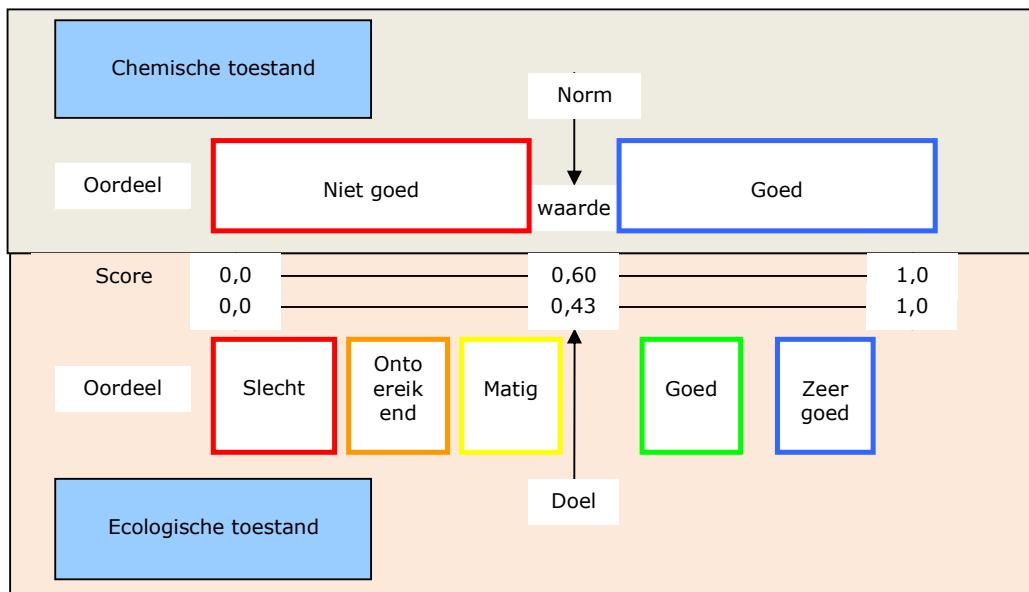 Chemische toestand
Norm
Oordeel
Niet goed
waarde
Goed
Score
0,0
0,60
1,0
0,0
0,43
1,0
Oordeel
Slecht
Onto
ereik
end
Matig
Goed
Zeer
goed
Doel
Ecologische toestand